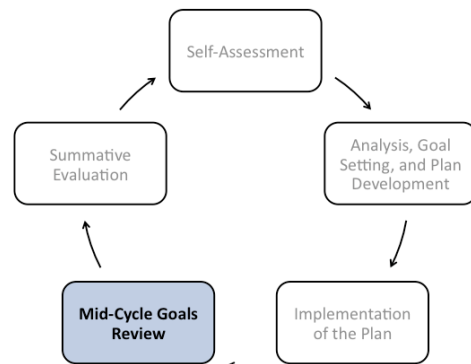 Self-Assessment
Analysis, Goal
Setting, and Plan
Development
Implementation
of the Plan
Mid-Cycle Goals
Review
Summative
Evaluation